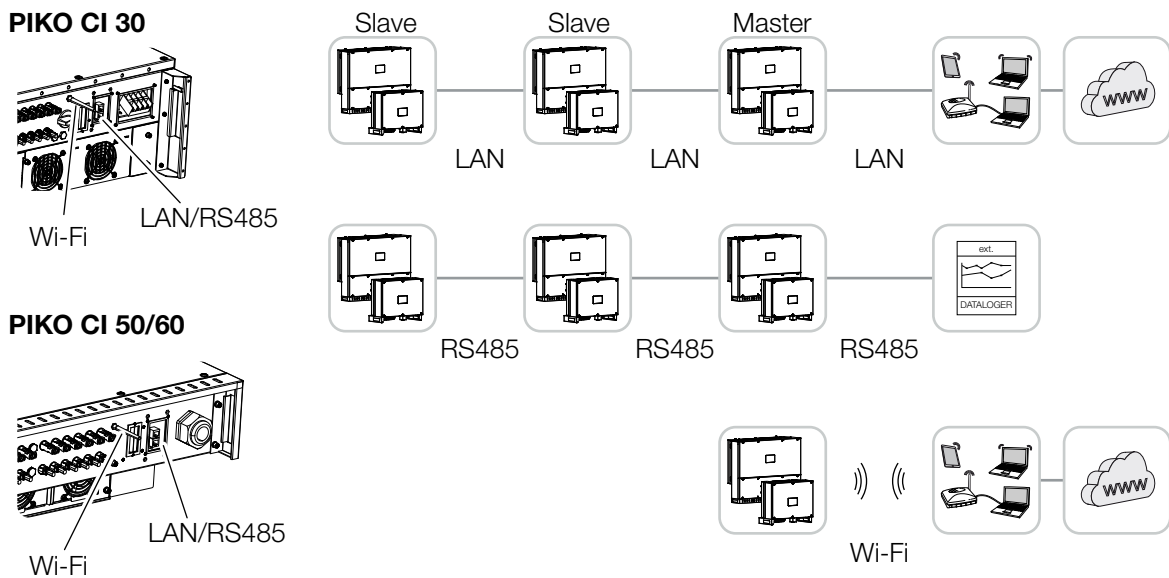 PIKO CI 30
Wi-Fi
LAN/RS485
PIKO CI 50/60
Wi-Fi
LAN/RS485
Slave
Slave
Master
LAN
LAN
LAN
www
RS485
RS485
RS485
ext.
DATALOGER
Wi-Fi
www